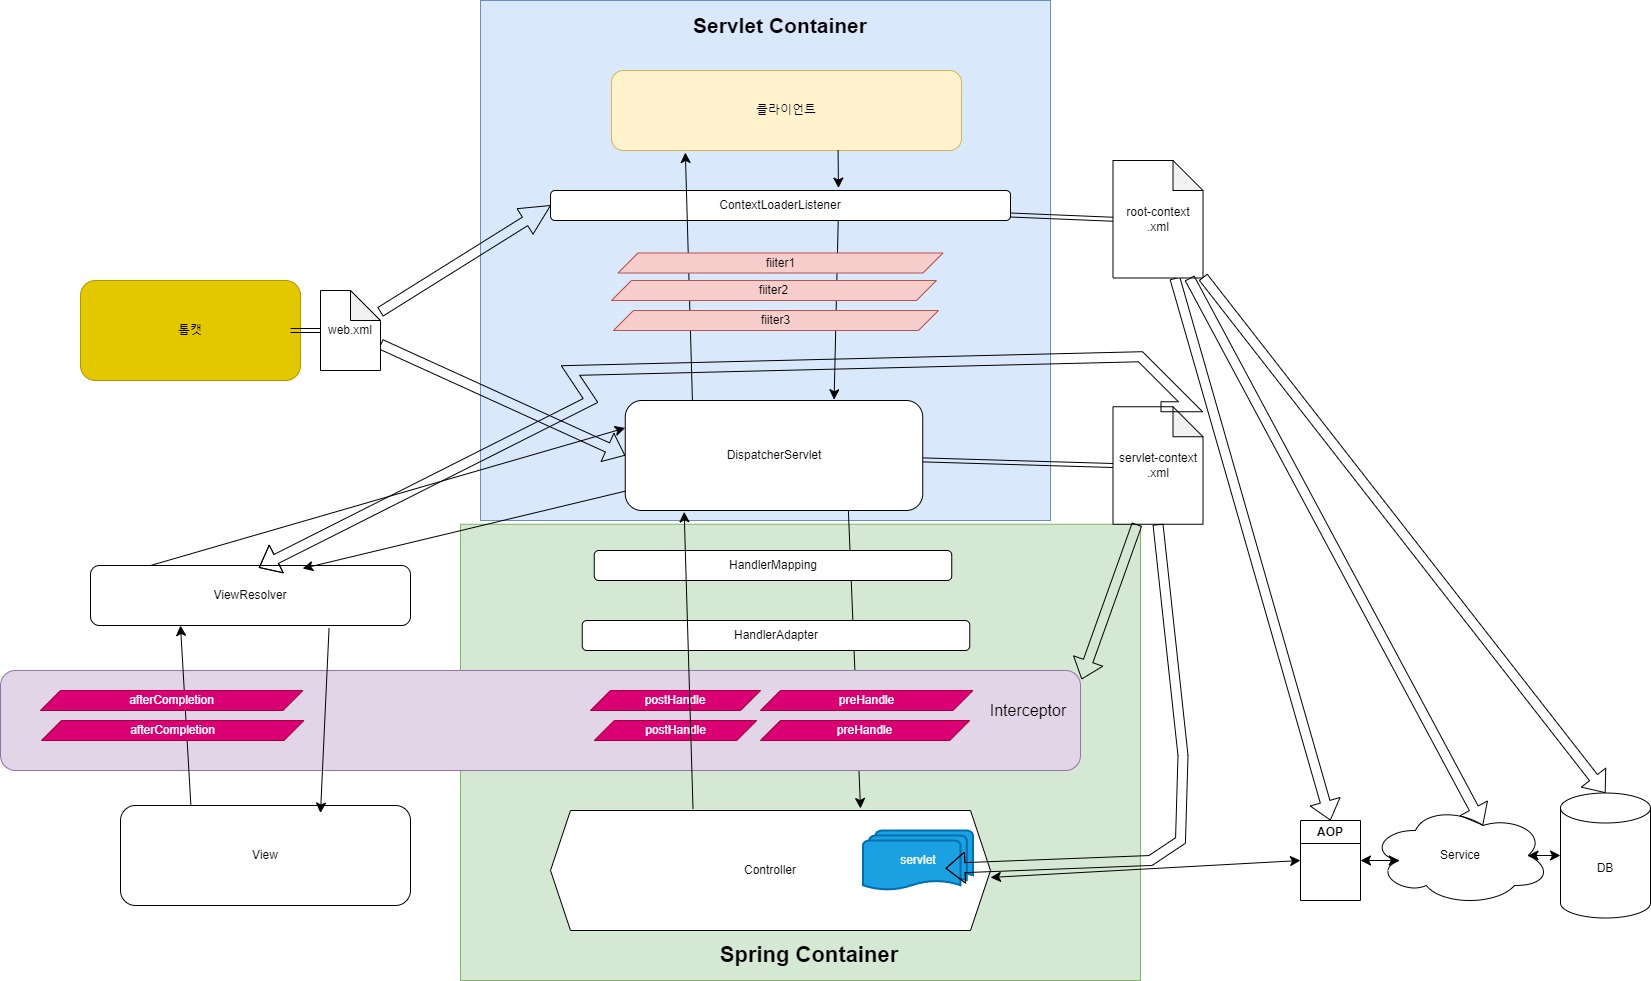 Servlet Container
클라이언트
ContextLoaderListener
root-context
.xml
fiiter1
fiiter2
fiiter3
톰캣
web.xml
DispatcherServlet
servlet-context
.xml
HandlerMapping
ViewResolver
HandlerAdapter
afterCompletion
postHandle
preHandle
Interceptor
afterCompletion
postHandle
preHandle
View
Controller
servlet
AOP
Service
DB
Spring Container